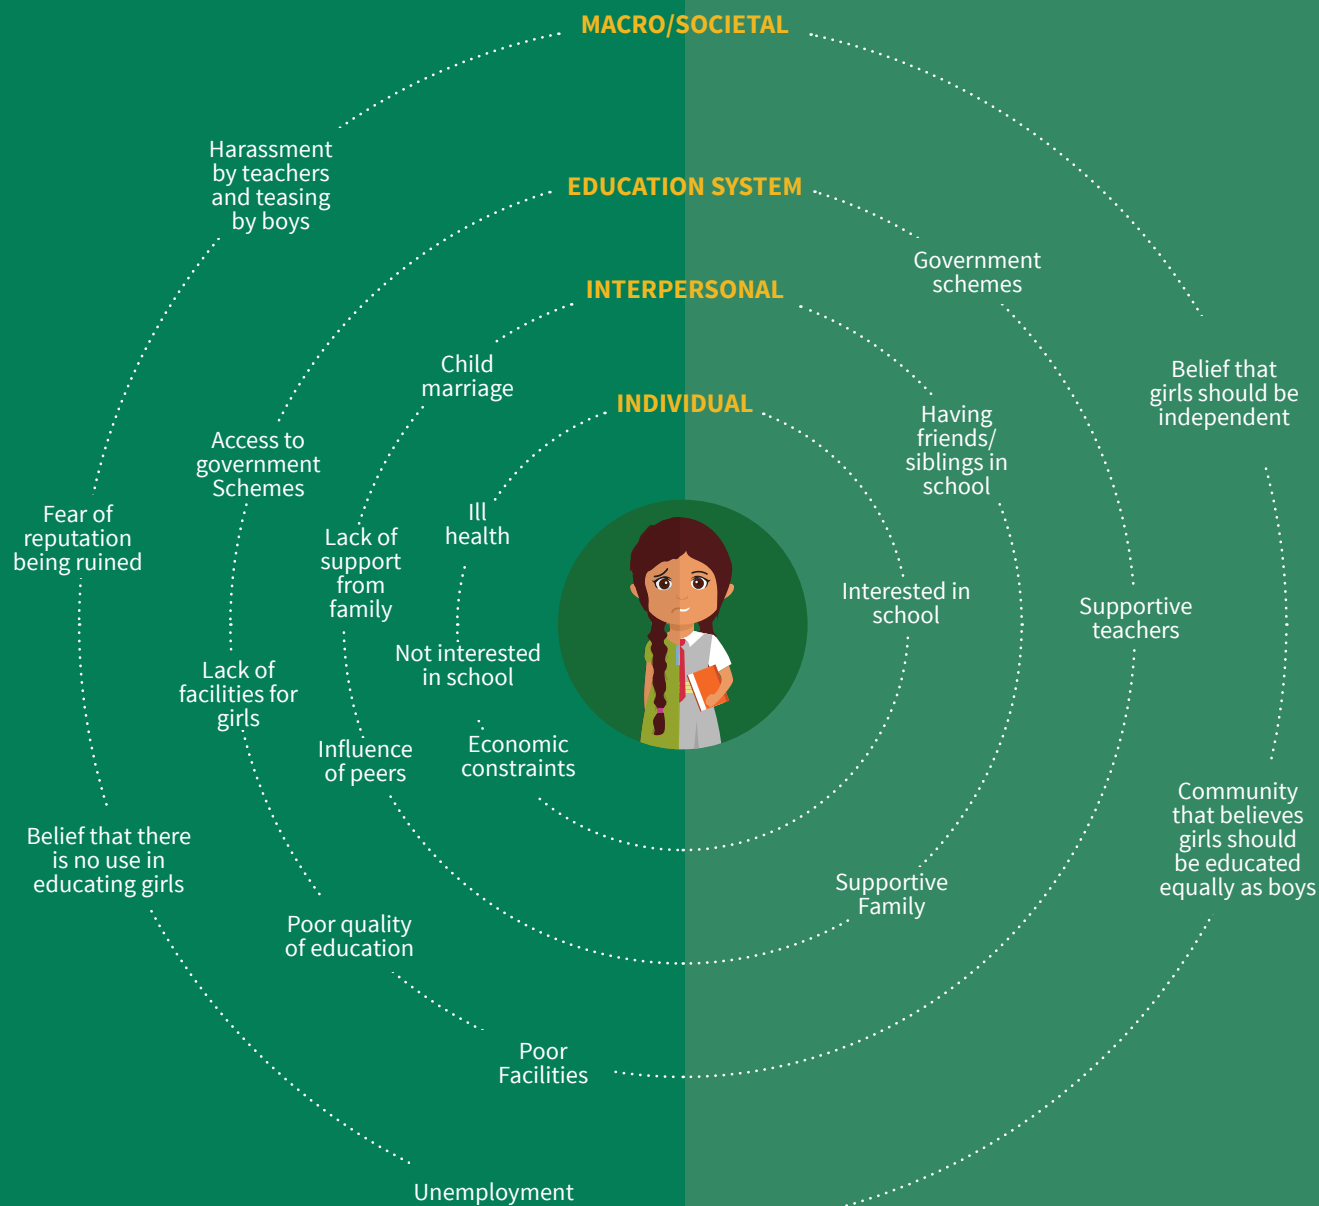 MACRO/SOCIETAL
Harassment
by teachers
and teasing
by boys
EDUCATION SYSTEM
Government
schemes
INTERPERSONAL
Child
marriage
Belief that
girls should be
independent
INDIVIDUAL
Having
friends/
siblings in
school
Access to
government
Schemes
Fear of
reputation
being ruined
Ill
health
Lack of
support
from
family
Interested in
school
Supportive
teachers
Not interested
in school
Lack of
facilities for
girls
Influence
of peers
Economic
constraints
Community
that believes
girls should
be educated
equally as boys
Belief that there
is no use in
educating girls
Supportive
Family
Poor quality
of education
Poor
Facilities
Unemployment